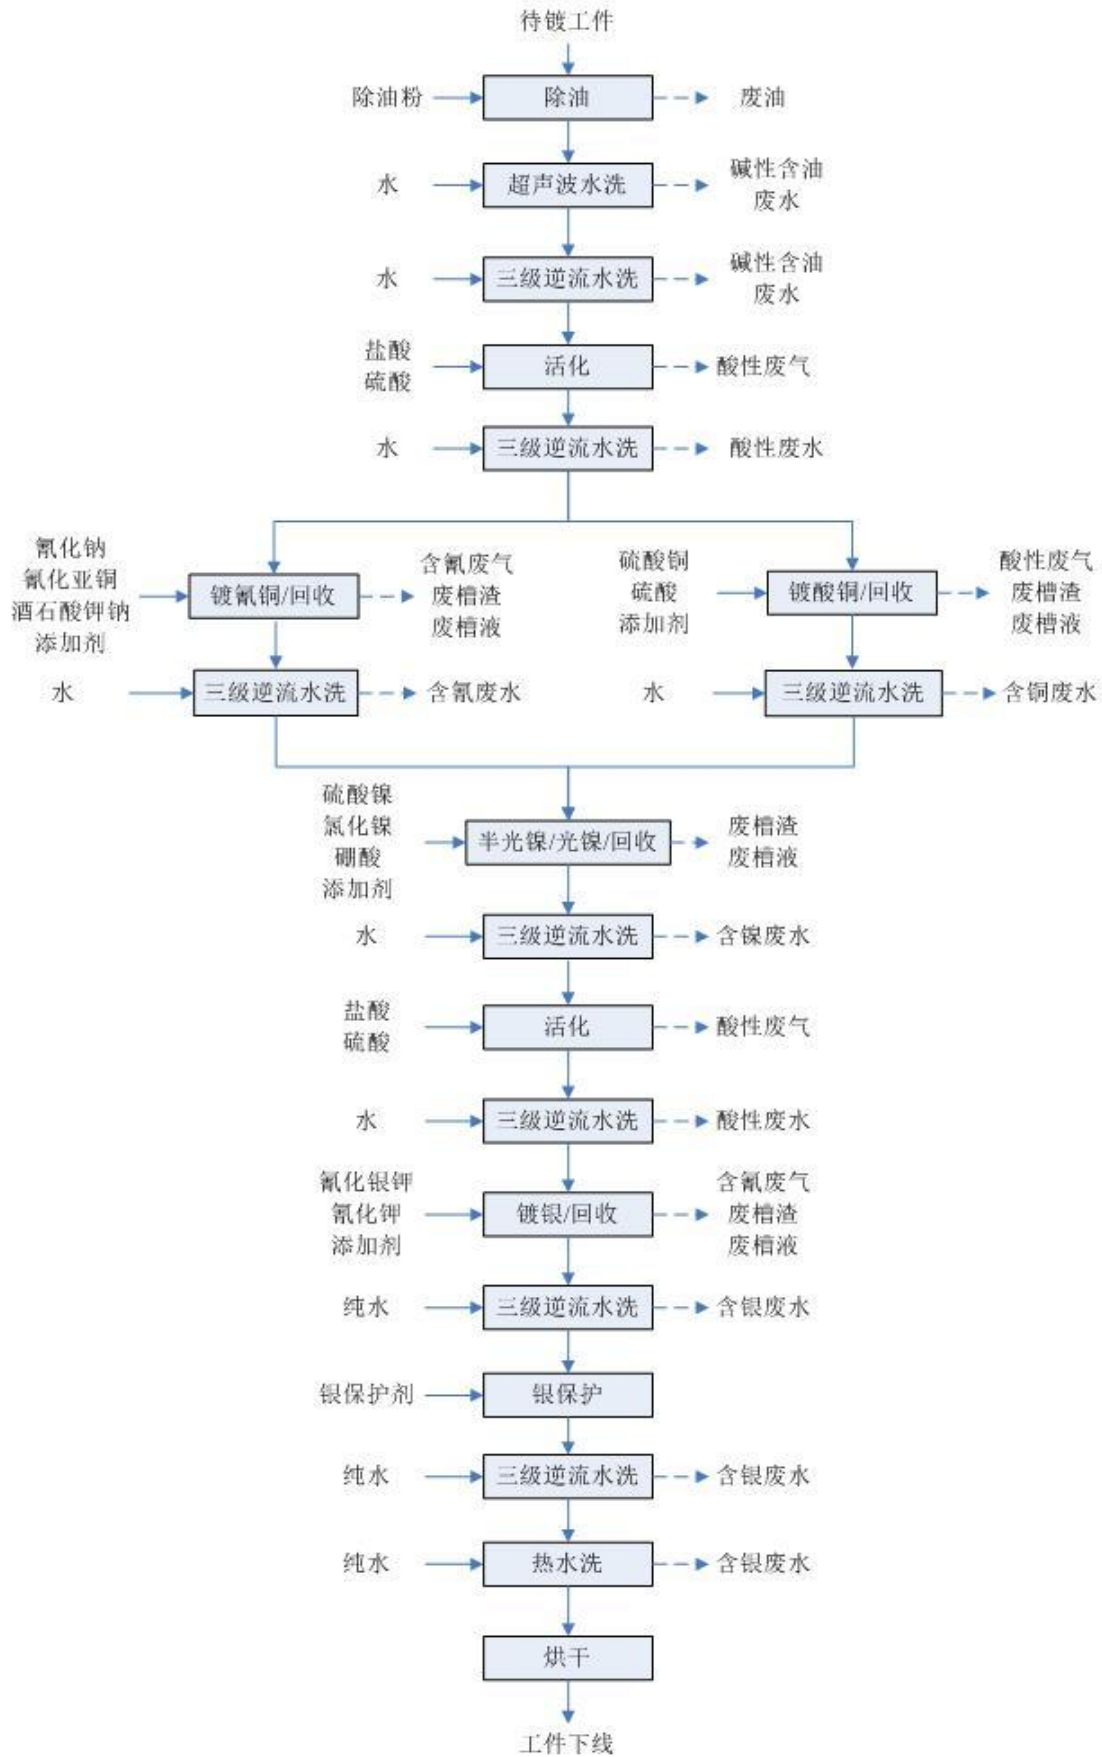 待镀工件
除油粉
除油
废油
水
超声波水洗
碱性含油
废水
水
三级逆流水洗
碱性含油
废水
盐酸
硫酸
活化
酸性废气
水
三级逆流水洗
酸性废水
氰化钠
氰化亚铜
酒石酸钾钠
添加剂
镀氰铜/回收
含氰废气
废槽渣
废槽液
硫酸铜
硫酸
添加剂
镀酸铜/回收
酸性废气
废槽渣
废槽液
水
三级逆流水洗
含氰废水
水
三级逆流水洗
含铜废水
硫酸镍
氯化镍
硼酸
添加剂
半光镍/光镍/回收
废槽渣
废槽液
水
三级逆流水洗
含镍废水
盐酸
硫酸
活化
酸性废气
水
三级逆流水洗
酸性废水
氰化银钾
氰化钾
添加剂
镀银/回收
含氰废气
废槽渣
废槽液
纯水
三级逆流水洗
含银废水
银保护剂
银保护
纯水
三级逆流水洗
含银废水
纯水
热水洗
含银废水
烘干
工件下线